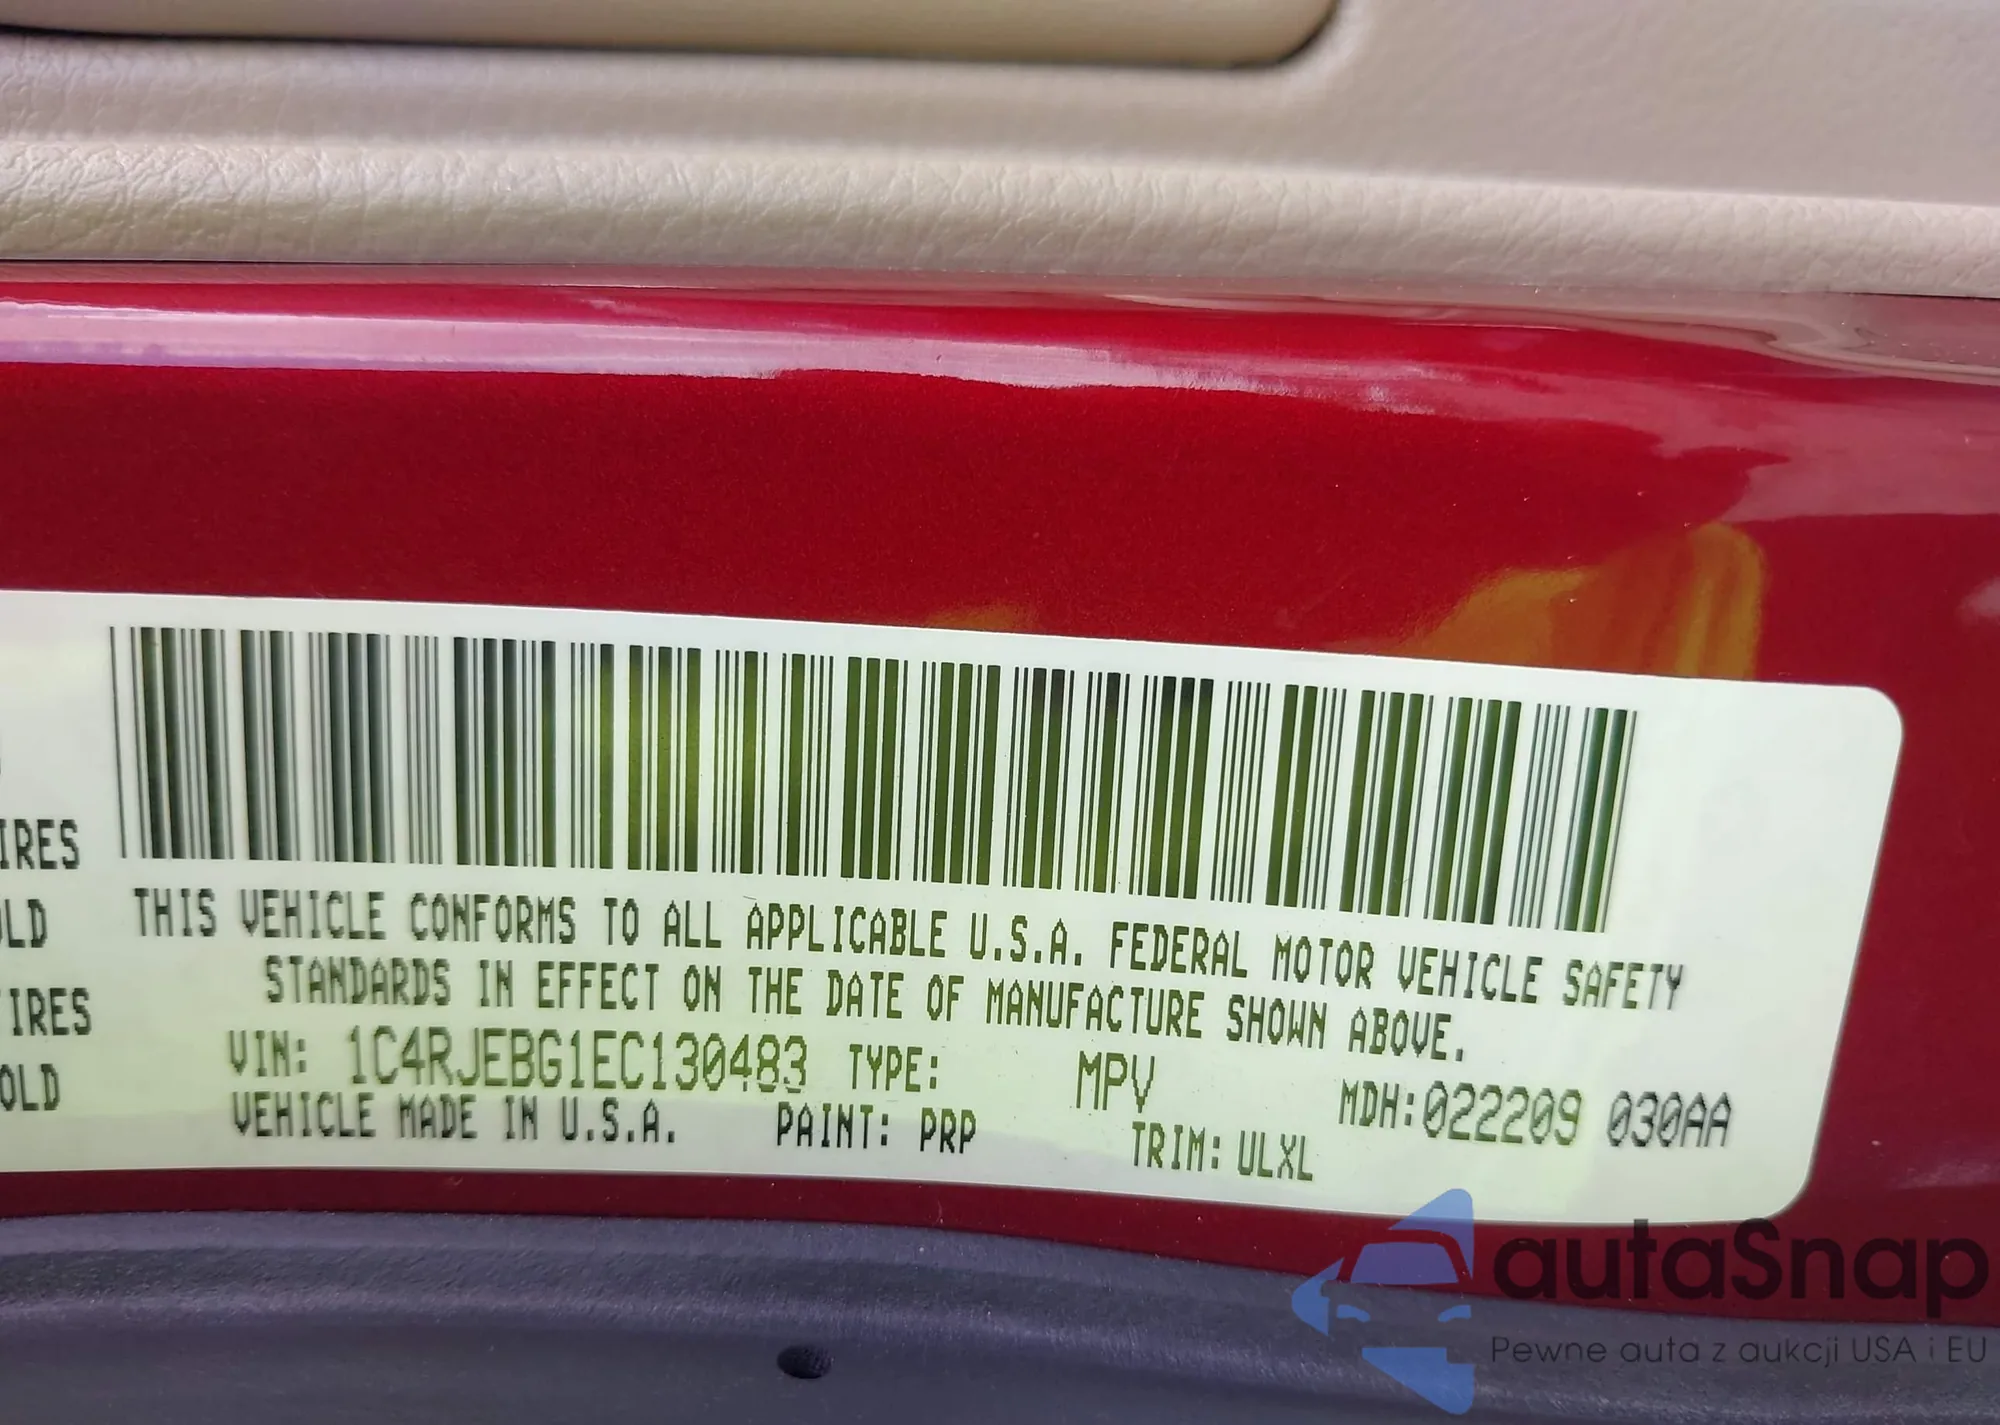 IRES
OLD
IRES
OLD
THIS VEHICLE CONFORMS TO ALL APPLICABLE U.S.A. FEDERAL MOTOR VEHICLE SAFETY
STANDARDS IN EFFECT ON THE DATE OF MANUFACTURE SHOWN ABOVE.
VIN: 1C4RJEBG1EC130483 TYPE: MPV MDH:022209 030AA
VEHICLE MADE IN U.S.A. PAINT: PRP TRIM: ULXL
autaSnap
Pewne auta z aukcji USA i EU